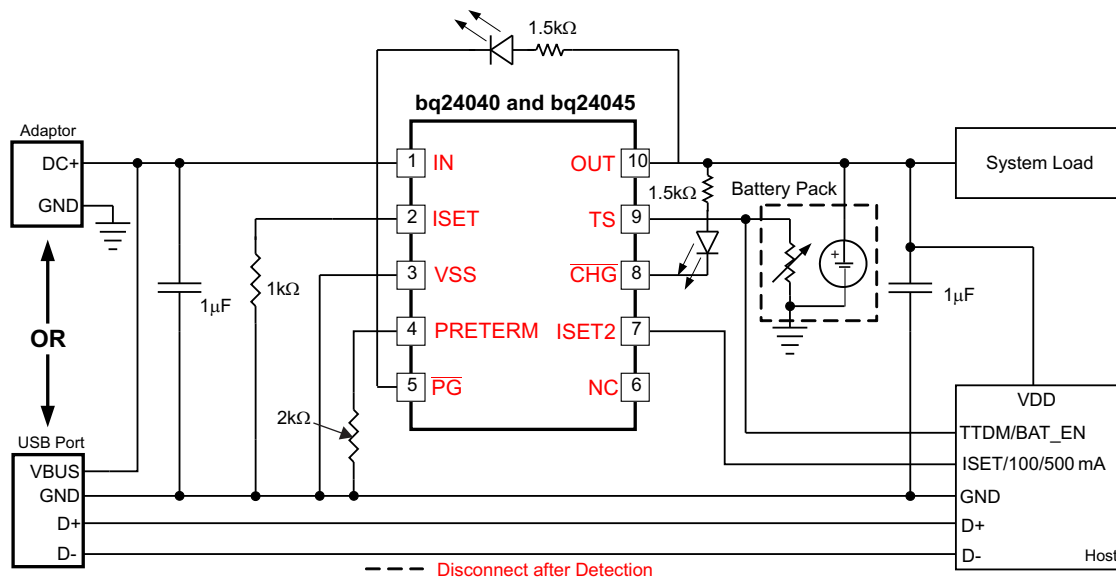 1.5kΩ
bq24040 and bq24045
Adaptor
DC+
GND
OR
USB Port
VBUS
GND
D+
D-
1μF
1kΩ
2kΩ
1 IN
2 ISET
3 VSS
4 PRETERM
5 PG
OUT 10
TS 9
CHG 8
ISET2 7
NC 6
1.5kΩ
Battery Pack
+
System Load
1μF
VDD
TTDM/BAT_EN
ISET/100/500 mA
GND
D+
D-
Host
Disconnect after Detection